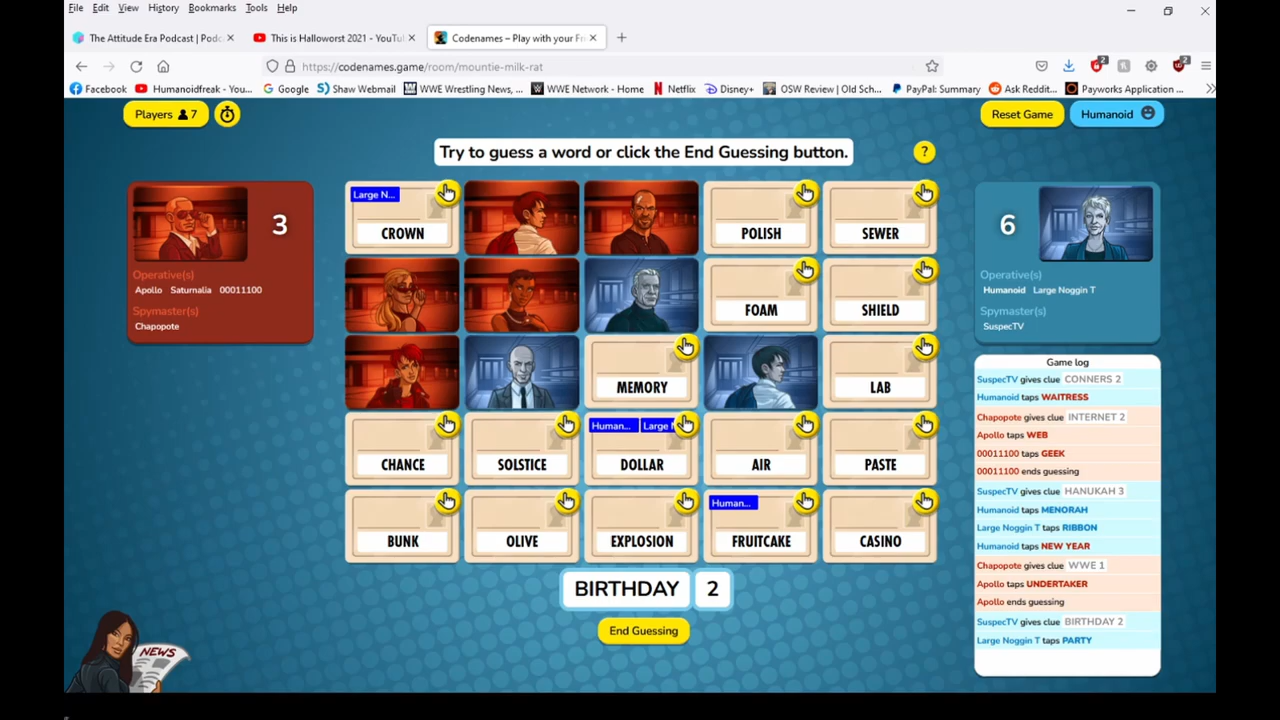 File Edit View History Bookmarks Tools Help
The Attitude Era Podcast | Podc
This is Halloworst 2021 - YouTu
Codenames – Play with your Fr
https://codenames.game/room/mountie-milk-rat
Facebook Humanoidfreak - You... Google Shaw Webmail WWE Wrestling News, ... WWE Network - Home Netflix Disney+ OSW Review | Old Sch... PayPal: Summary Ask Reddit... Payworks Application ...
Players 7
Reset Game
Humanoid
Try to guess a word or click the End Guessing button.
?
3
Operative(s)
Apollo Saturnalia 00011100
Spymaster(s)
Chapopote
Large N...
CROWN
POLISH
SEWER
FOAM
SHIELD
MEMORY
LAB
CHANCE
SOLSTICE
Human... Large
DOLLAR
AIR
PASTE
BUNK
OLIVE
EXPLOSION
Human...
FRUITCAKE
CASINO
BIRTHDAY 2
End Guessing
NEWS
6
Operative(s)
Humanoid Large Noggin T
Spymaster(s)
SuspecTV
Game log
SuspecTV gives clue CONNERS 2
Humanoid taps WAITRESS
Chapopote gives clue INTERNET 2
Apollo taps WEB
00011100 taps GEEK
00011100 ends guessing
SuspecTV gives clue HANUKAH 3
Humanoid taps MENORAH
Large Noggin T taps RIBBON
Humanoid taps NEW YEAR
Chapopote gives clue WWE 1
Apollo taps UNDERTAKER
Apollo ends guessing
SuspecTV gives clue BIRTHDAY 2
Large Noggin T taps PARTY